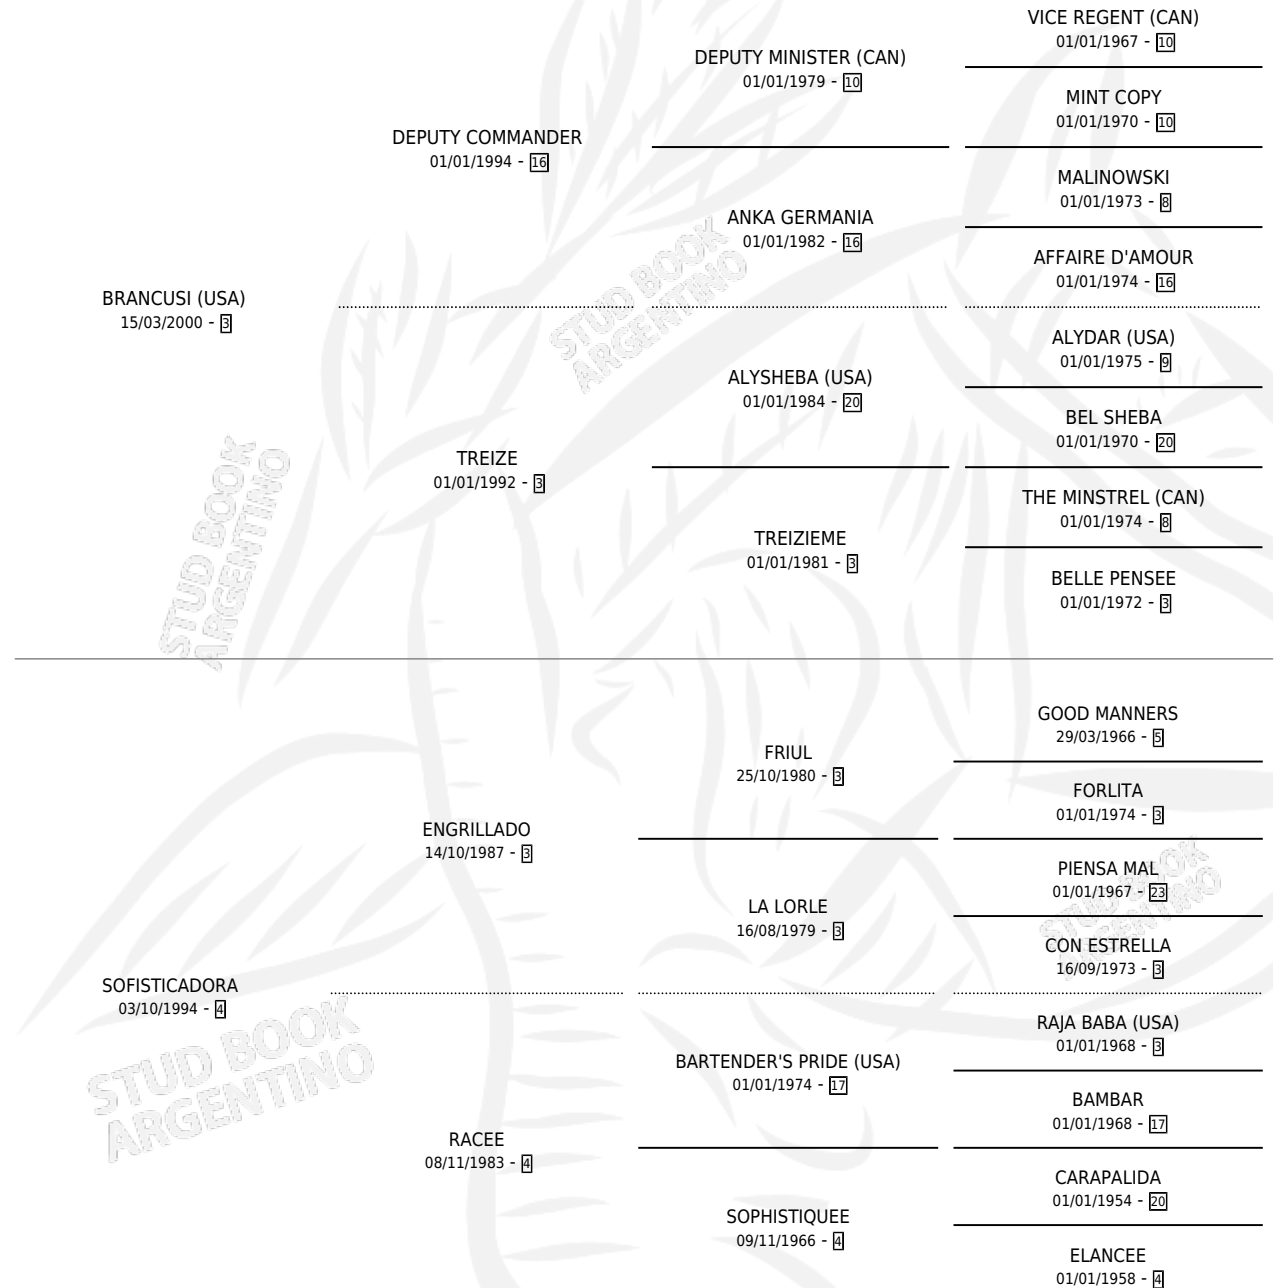 VICE REGENT (CAN)
01/01/1967 - 10
DEPUTY MINISTER (CAN)
01/01/1979 - 10
MINT COPY
01/01/1970 - 10
DEPUTY COMMANDER
01/01/1994 - 16
MALINOWSKI
01/01/1973 - 8
ANKA GERMANIA
01/01/1982 - 16
AFFAIRE D'AMOUR
01/01/1974 - 16
BRANCUSI (USA)
15/03/2000 - 3
STUD BOOK
ARGENTINO
ALYDAR (USA)
01/01/1975 - 9
ALYSHEBA (USA)
01/01/1984 - 20
BEL SHEBA
01/01/1970 - 20
TREIZE
01/01/1992 - 3
THE MINSTREL (CAN)
01/01/1974 - 8
TREIZIEME
01/01/1981 - 3
BELLE PENSEE
01/01/1972 - 3
STUD BOOK
ARGENTINO
GOOD MANNERS
29/03/1966 - 5
FRIUL
25/10/1980 - 3
FORLITA
01/01/1974 - 3
ENGRILLADO
14/10/1987 - 3
PIENSA MAL
01/01/1967 - 23
LA LORLE
16/08/1979 - 3
CON ESTRELLA
16/09/1973 - 3
STUD BOOK
ARGENTINO
SOFISTICADORA
03/10/1994 - 4
RAJA BABA (USA)
01/01/1968 - 3
BARTENDER'S PRIDE (USA)
01/01/1974 - 17
BAMBAR
01/01/1968 - 17
STUD BOOK
ARGENTINO
RACEE
08/11/1983 - 4
CARAPALIDA
01/01/1954 - 20
SOPHISTIQUEE
09/11/1966 - 4
ELANCEE
01/01/1958 - 4